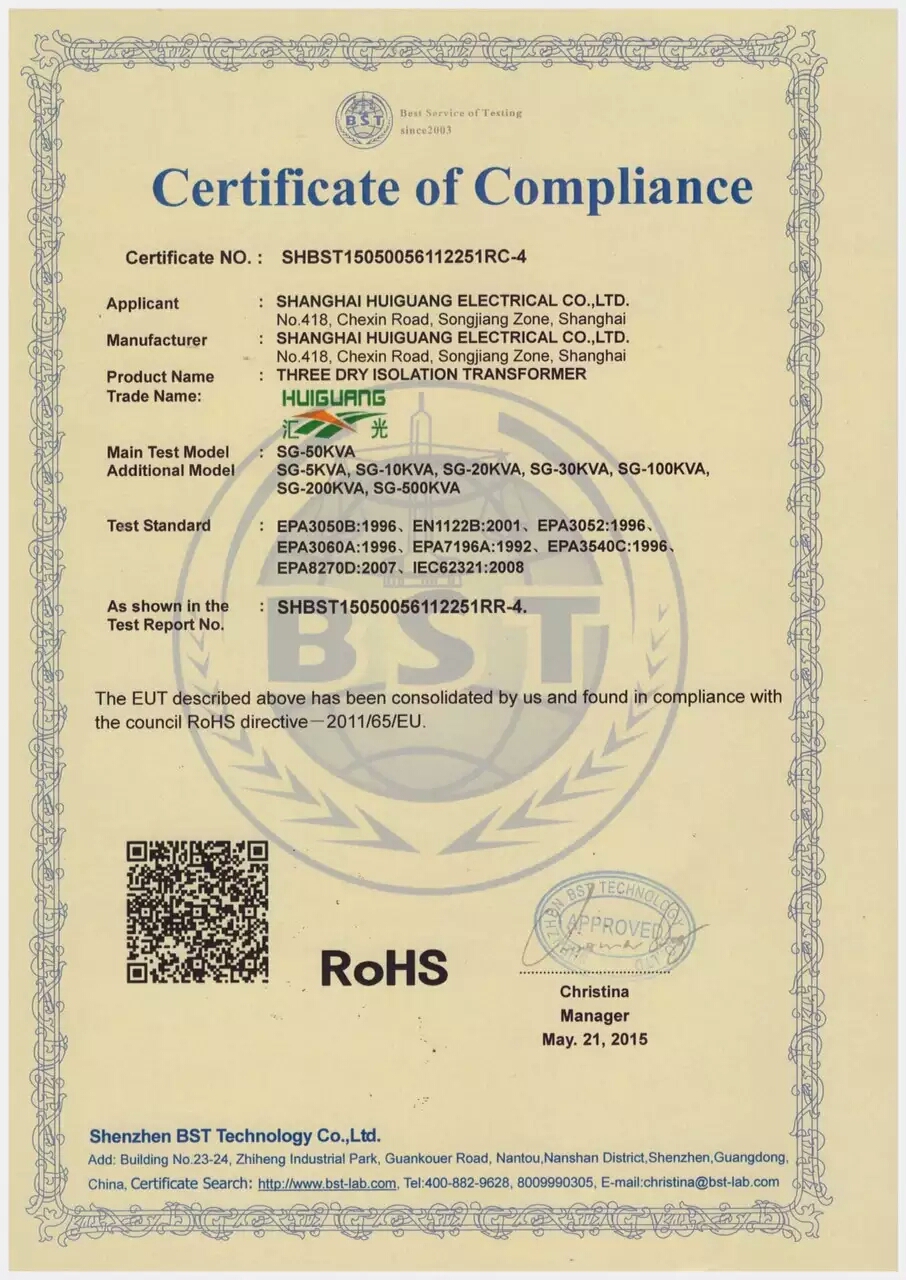 BST
Best Service of Testing
since2003
Certificate of Compliance
Certificate NO. : SHBST15050056112251RC-4
Applicant : SHANGHAI HUIGUANG ELECTRICAL CO.,LTD.
No.418, Chexin Road, Songjiang Zone, Shanghai
Manufacturer : SHANGHAI HUIGUANG ELECTRICAL CO.,LTD.
No.418, Chexin Road, Songjiang Zone, Shanghai
Product Name : THREE DRY ISOLATION TRANSFORMER
Trade Name: HUIGUANG
汇 光
Main Test Model : SG-50KVA
Additional Model SG-5KVA, SG-10KVA, SG-20KVA, SG-30KVA, SG-100KVA,
SG-200KVA, SG-500KVA
Test Standard : EPA3050B:1996、EN1122B:2001、EPA3052:1996、
EPA3060A:1996、EPA7196A:1992、EPA3540C:1996、
EPA8270D:2007、IEC62321:2008
As shown in the : SHBST15050056112251RR-4.
Test Report No.
BST
The EUT described above has been consolidated by us and found in compliance with
the council RoHS directive－2011/65/EU.
RoHS
BST TECHNOLOGY
APPROVED
Christina
Manager
May. 21, 2015
Shenzhen BST Technology Co.,Ltd.
Add: Building No.23-24, Zhiheng Industrial Park, Guankouer Road, Nantou,Nanshan District,Shenzhen,Guangdong,
China, Certificate Search: http://www.bst-lab.com, Tel:400-882-9628, 8009990305, E-mail:christina@bst-lab.com